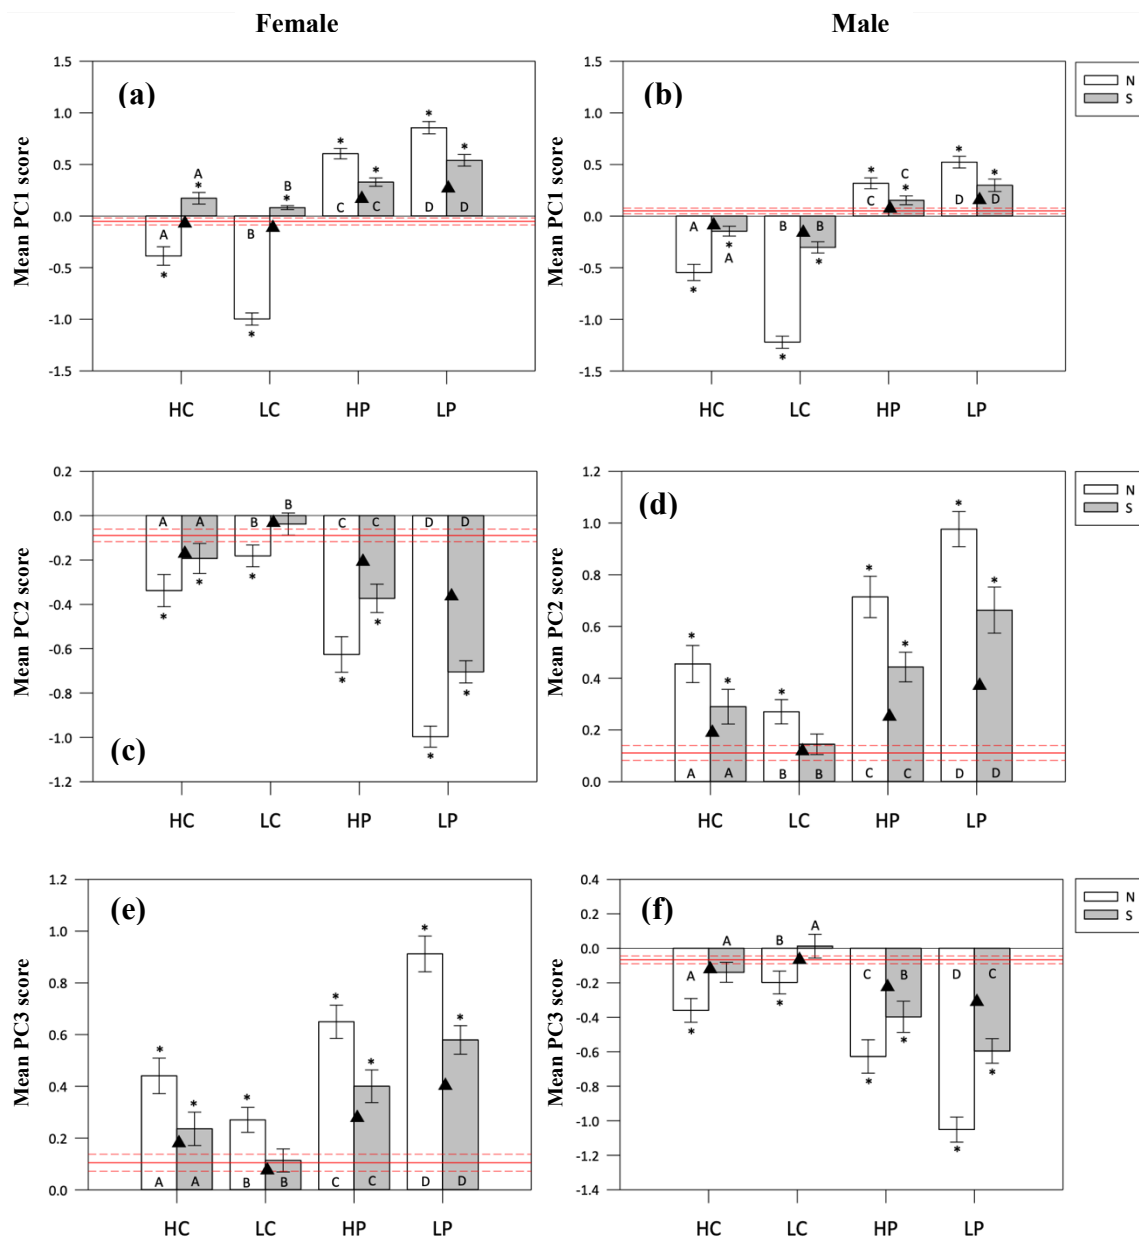 Female
Male
Mean PC1 score
1.5
1.0
0.5
0.0
-0.5
-1.0
-1.5
(a)
A
*
A
*
B
*
B
*
*
C
*
C
*
D
*
D
HC LC HP LP
Mean PC1 score
1.5
1.0
0.5
0.0
-0.5
-1.0
-1.5
(b)
A
*
*
A
B
*
B
*
*
C
C
*
*
D
*
D
HC LC HP LP
N
S
Mean PC2 score
0.2
0.0
-0.2
-0.4
-0.6
-0.8
-1.0
-1.2
(c)
A
*
A
*
B
*
B
C
*
C
*
D
*
D
*
HC LC HP LP
Mean PC2 score
1.2
1.0
0.8
0.6
0.4
0.2
0.0
(d)
*
A
*
A
*
B
B
*
C
*
C
*
D
*
D
HC LC HP LP
N
S
Mean PC3 score
1.2
1.0
0.8
0.6
0.4
0.2
0.0
(e)
*
A
*
A
*
B
B
*
C
*
C
*
D
*
D
HC LC HP LP
Mean PC3 score
0.4
0.2
0.0
-0.2
-0.4
-0.6
-0.8
-1.0
-1.2
-1.4
(f)
A
*
A
B
*
A
C
*
B
*
D
*
C
*
HC LC HP LP
N
S